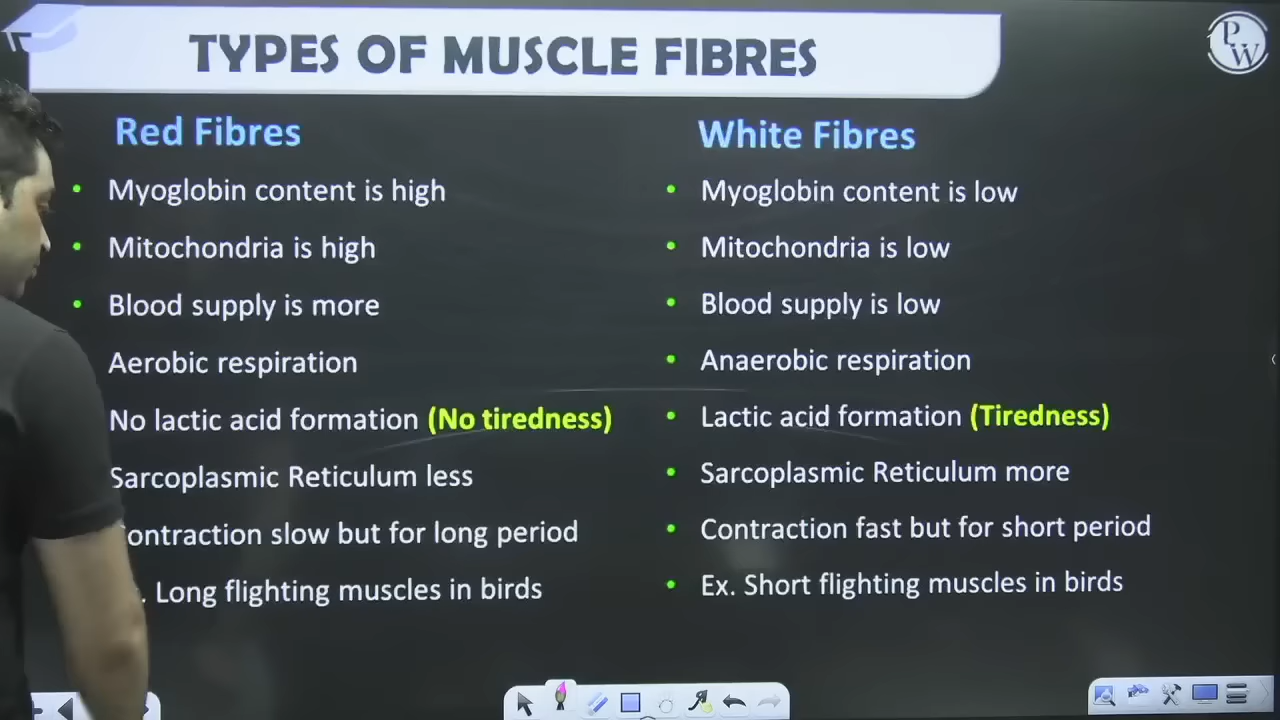 TYPES OF MUSCLE FIBRES
PW
Red Fibres
• Myoglobin content is high
• Mitochondria is high
• Blood supply is more
Aerobic respiration
No lactic acid formation (No tiredness)
Sarcoplasmic Reticulum less
ontraction slow but for long period
. Long flighting muscles in birds
White Fibres
• Myoglobin content is low
• Mitochondria is low
• Blood supply is low
• Anaerobic respiration
• Lactic acid formation (Tiredness)
• Sarcoplasmic Reticulum more
• Contraction fast but for short period
• Ex. Short flighting muscles in birds